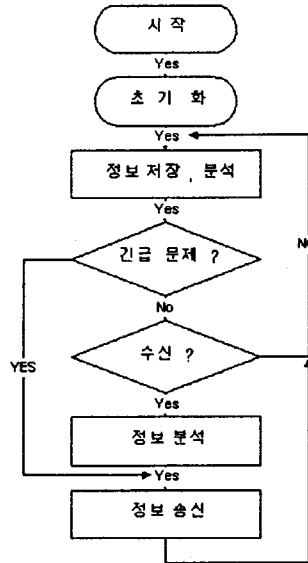 시 작
Yes
초 기 화
Yes
정보 저장 , 분석
Yes
긴급 문제 ?
No
No
수신 ?
YES
Yes
정보 분석
Yes
정보 송신